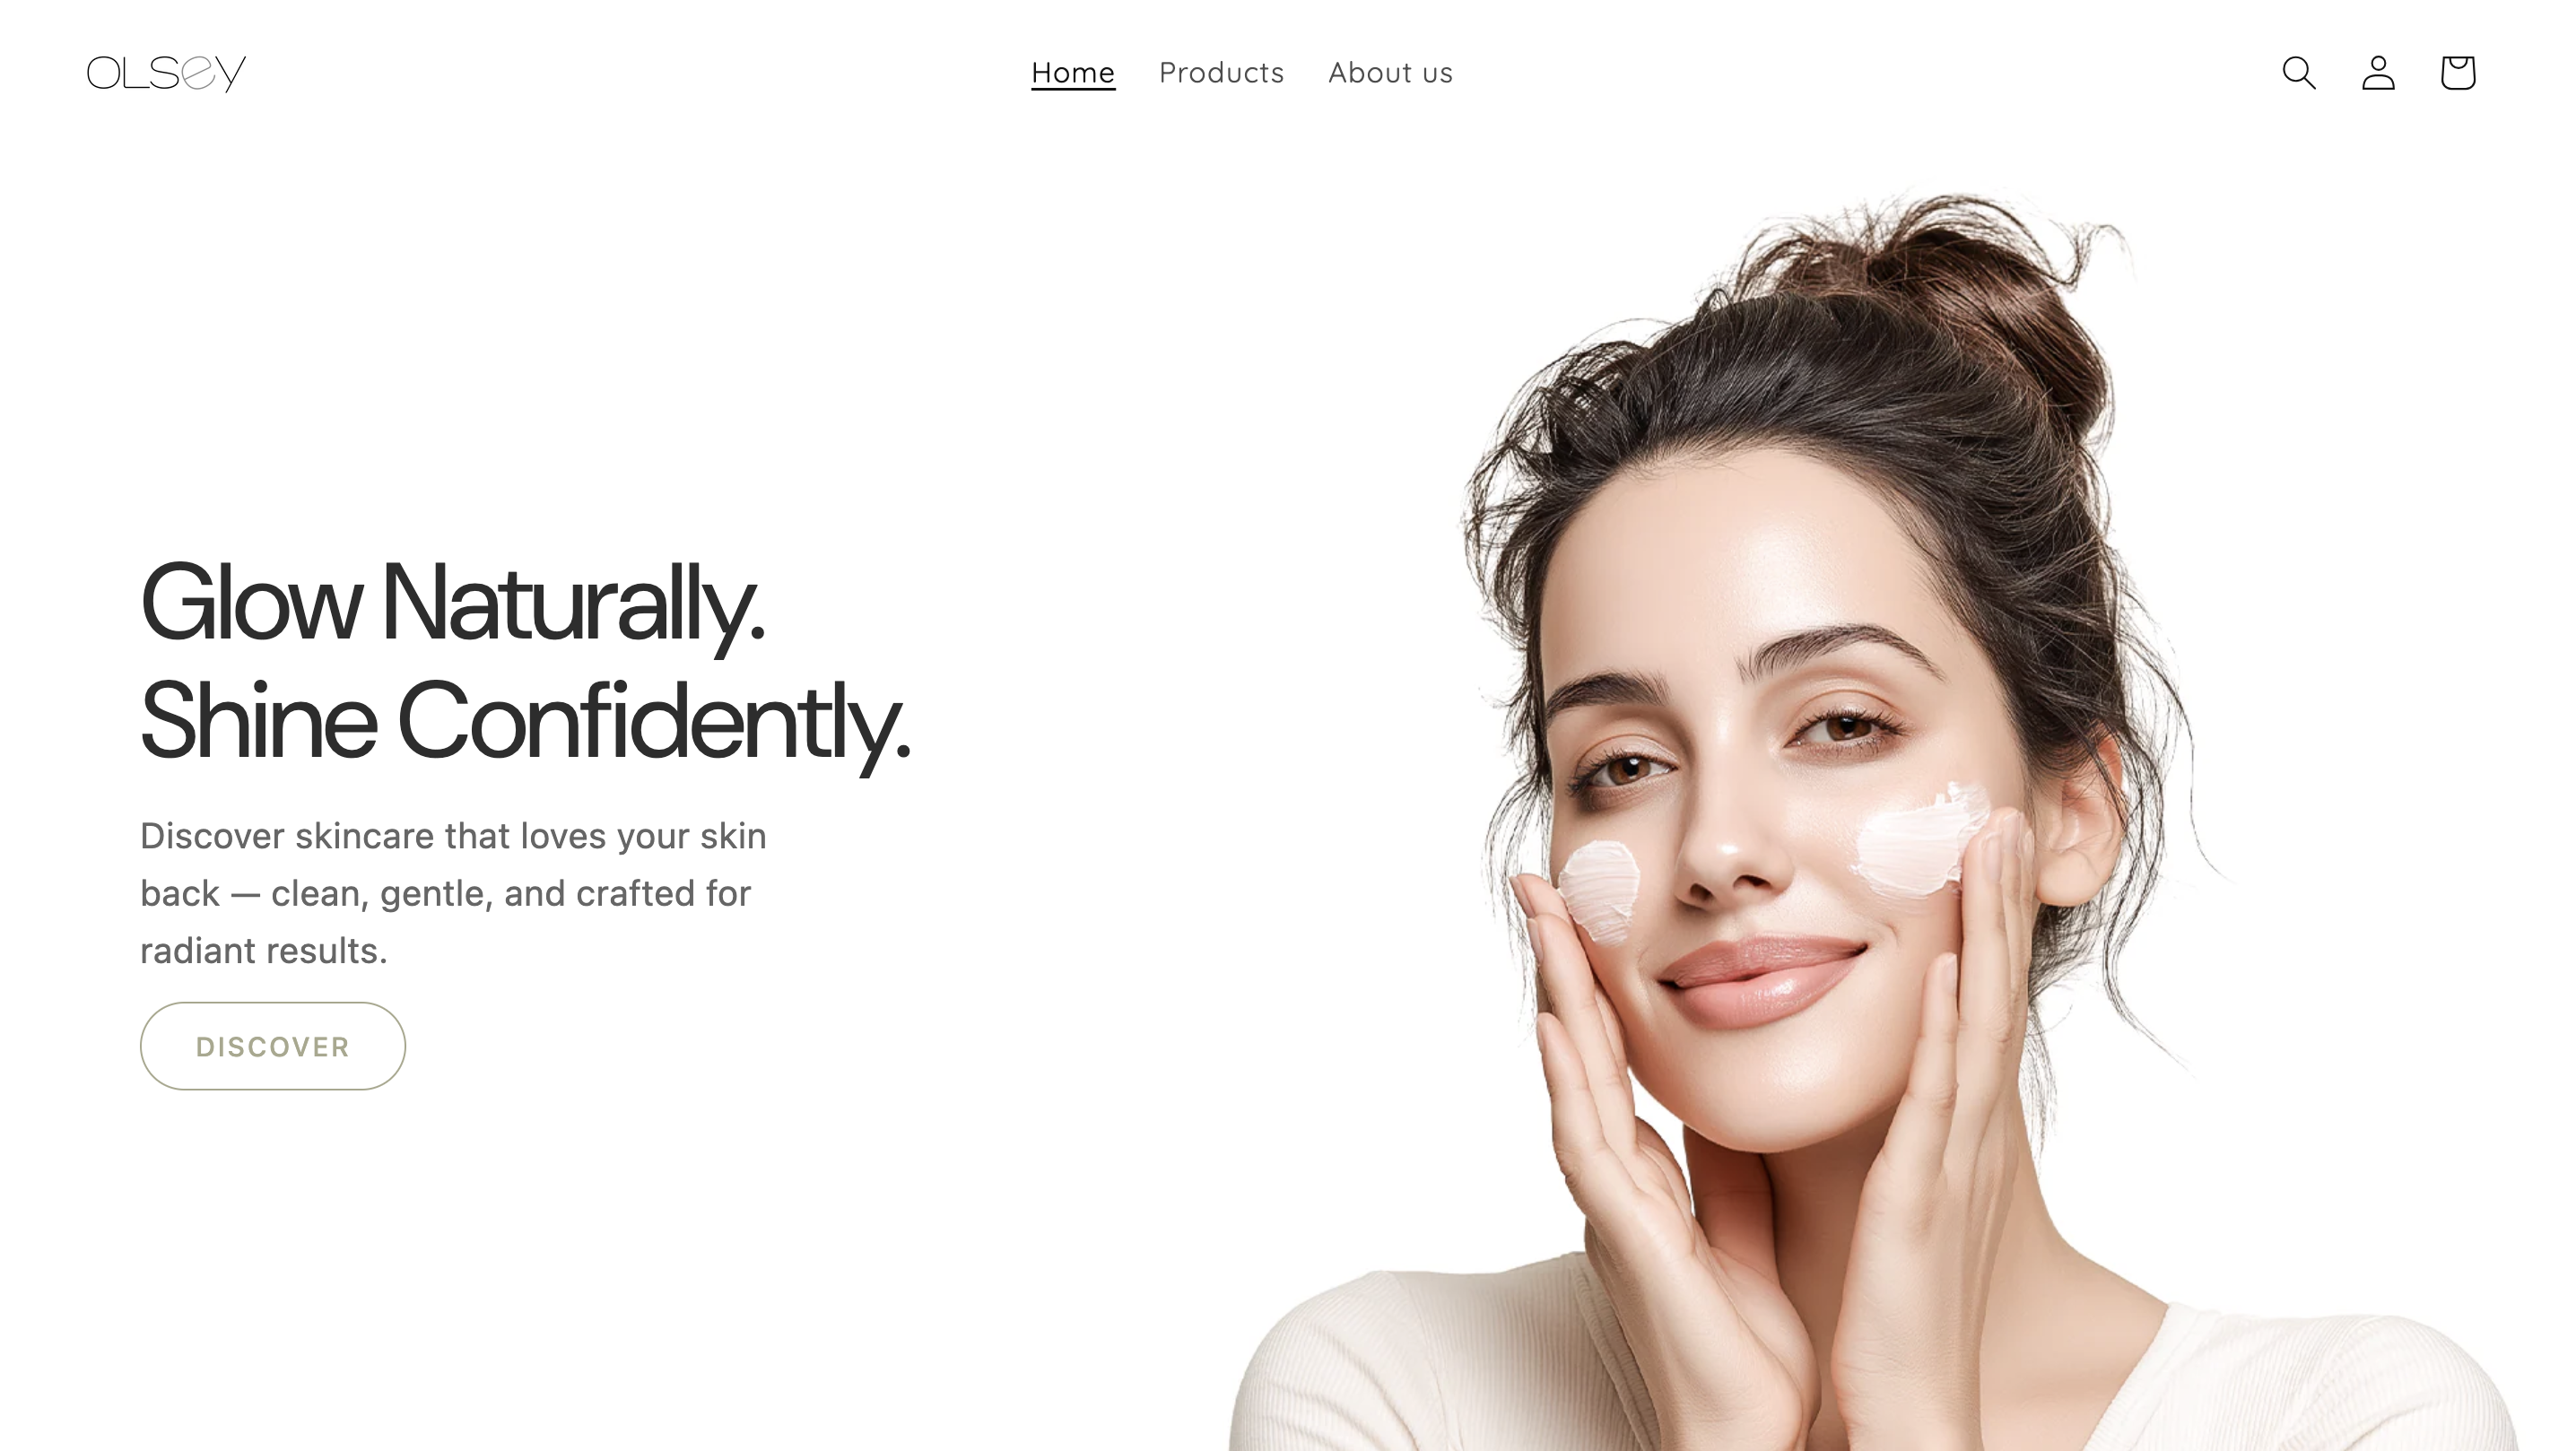 OLSeY
Home Products About us
Glow Naturally.
Shine Confidently.
Discover skincare that loves your skin
back — clean, gentle, and crafted for
radiant results.
DISCOVER